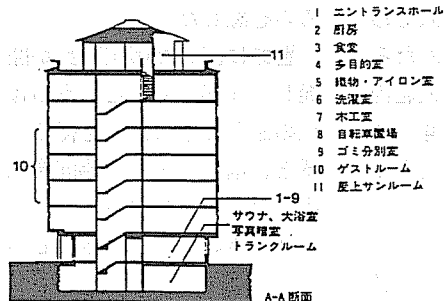 1 エントランスホール
2 厨房
3 食堂
4 多目的室
5 織物・アイロン室
6 洗濯室
7 木工室
8 自転車置場
9 ゴミ分別室
10 ゲストルーム
11 屋上サンルーム
11
10
1-9
サウナ、大浴室
写真暗室
トランクルーム
A-A 断面